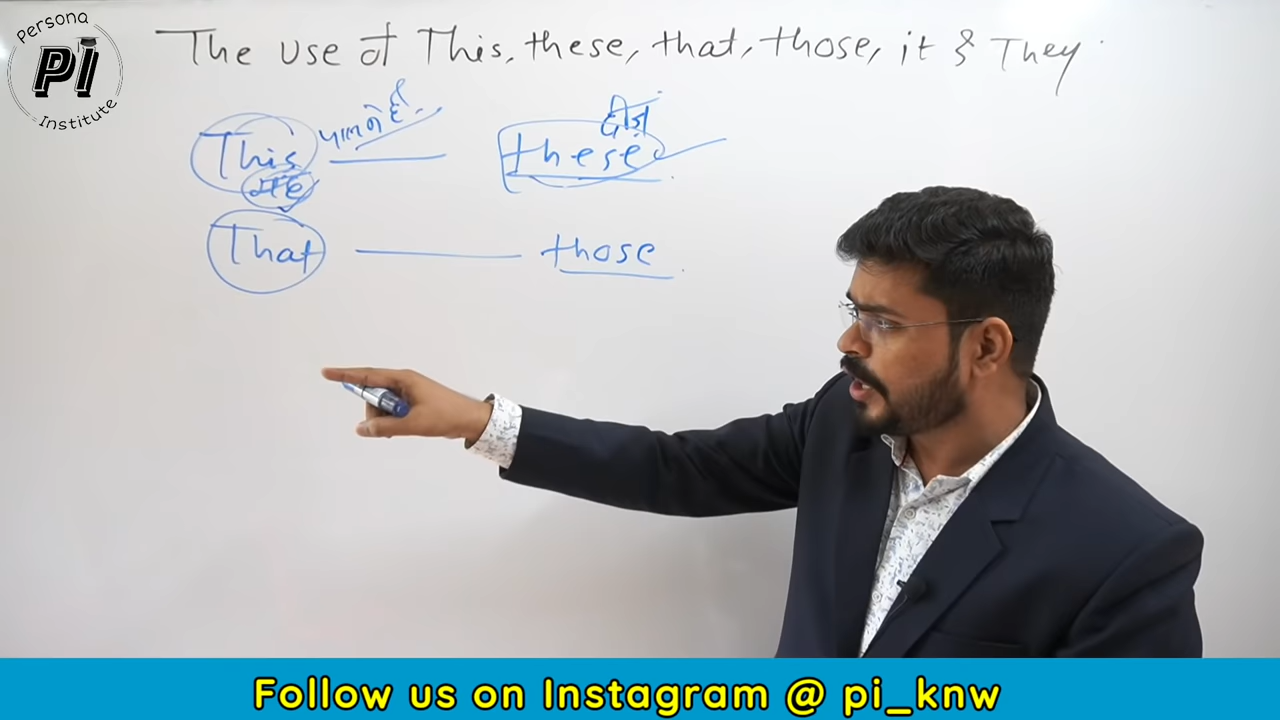 Persona
PI
Institute
The use of This, these, that, those, it & They
This these
That those
Follow us on Instagram @ pi_knw